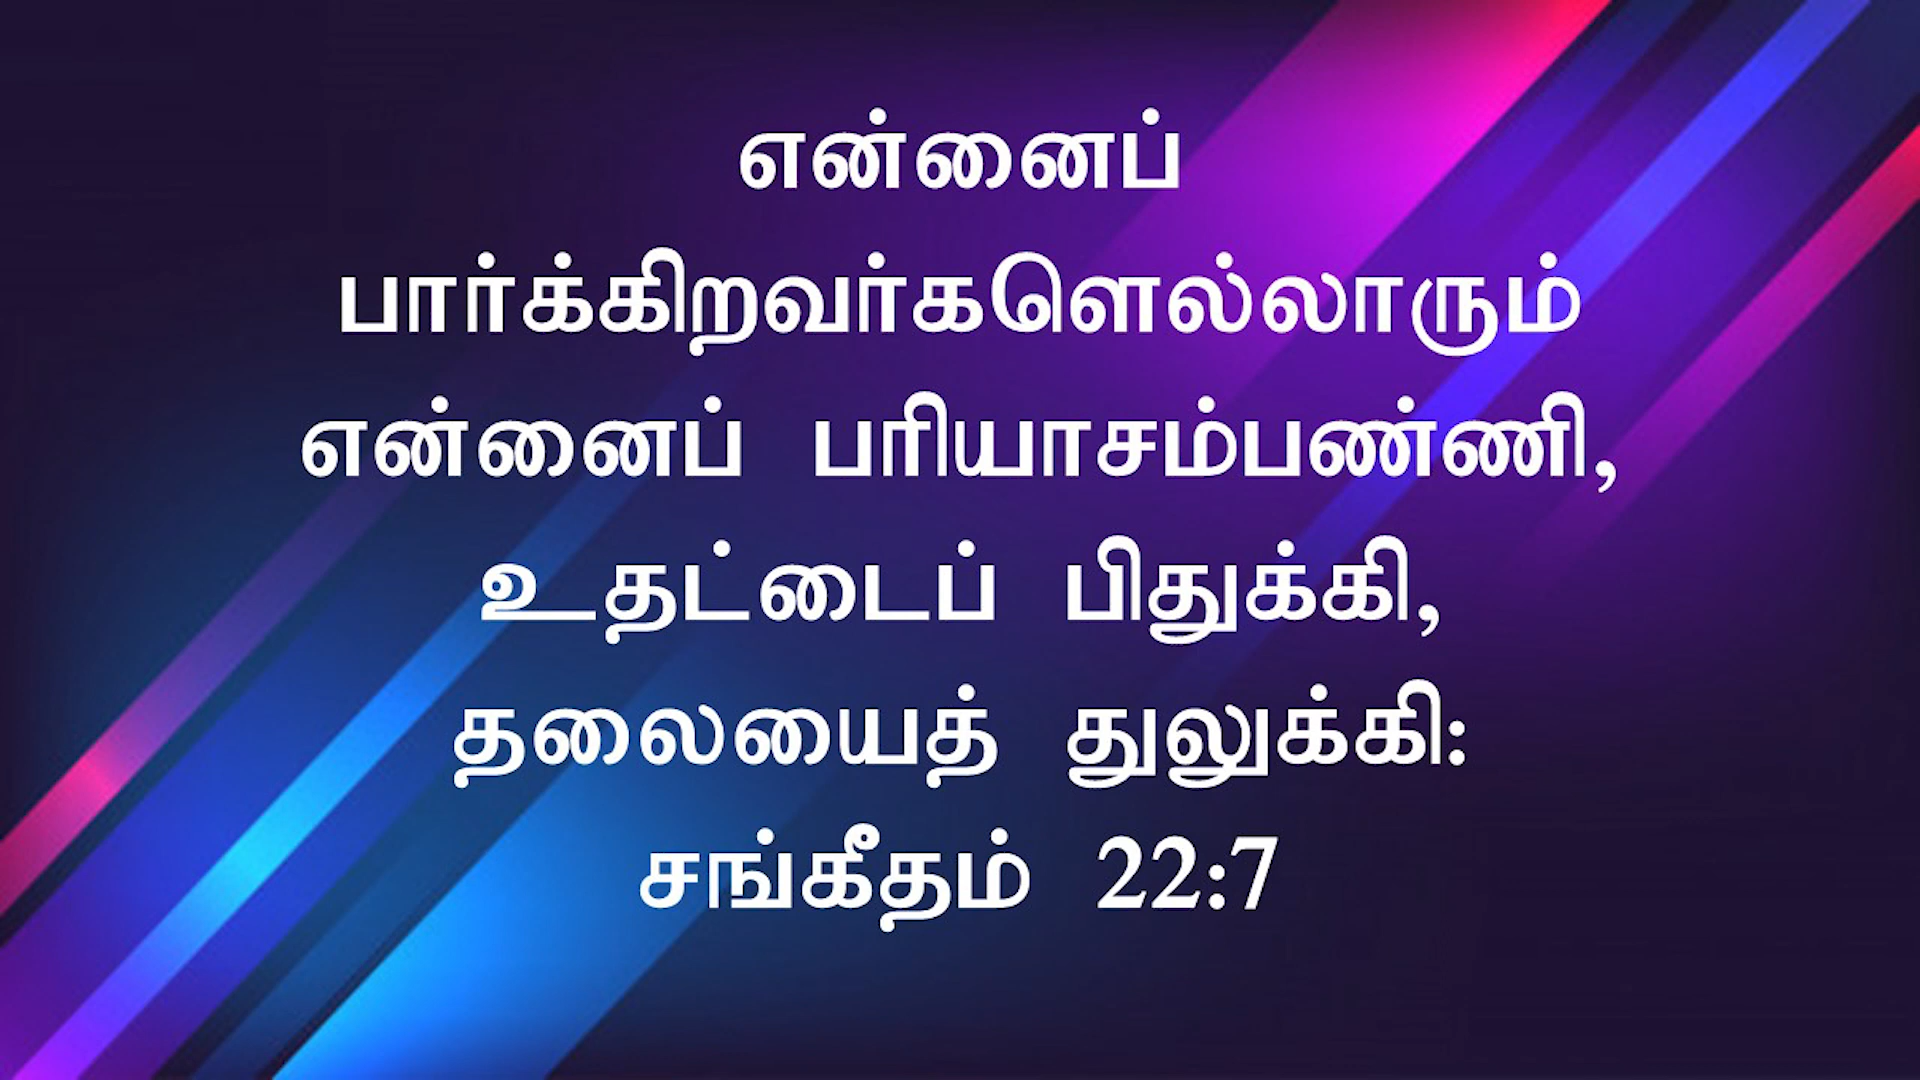 என்னைப்
பார்க்கிறவர்களெல்லாரும்
என்னைப் பரியாசம்பண்ணி,
உதட்டைப் பிதுக்கி,
தலையைத் துலுக்கி:
சங்கீதம் 22:7